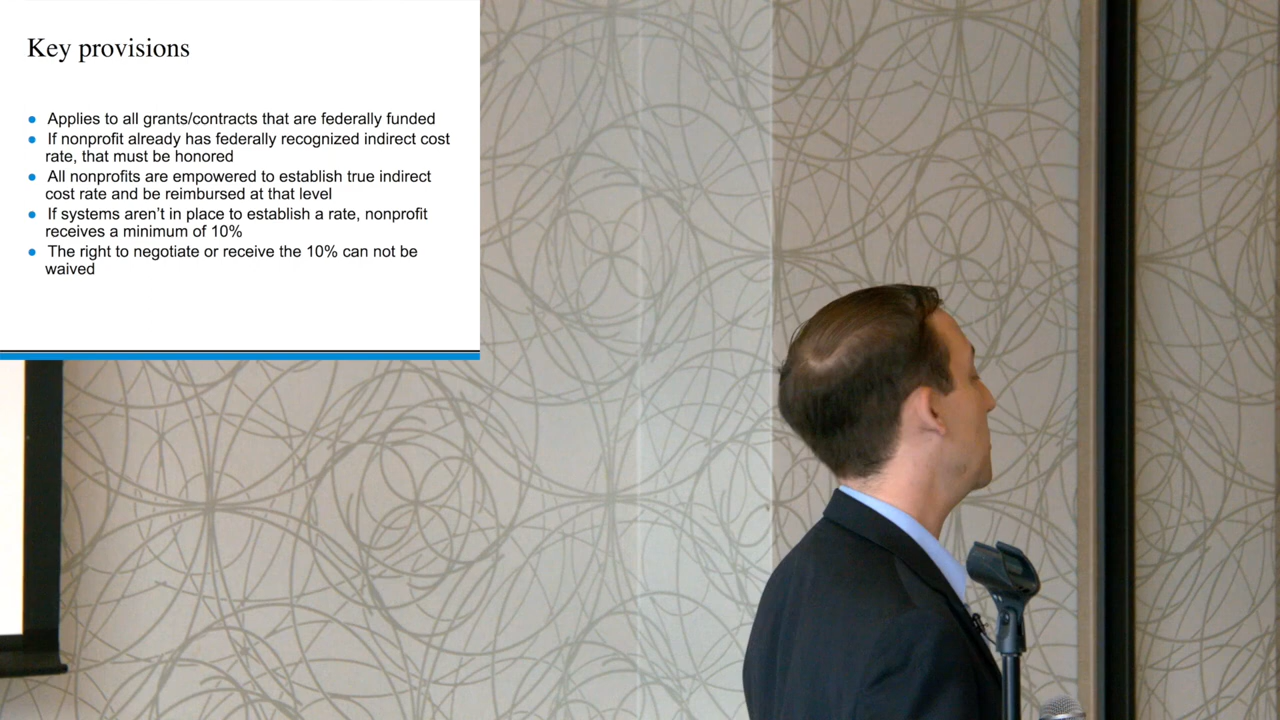 Key provisions
● Applies to all grants/contracts that are federally funded
● If nonprofit already has federally recognized indirect cost
rate, that must be honored
● All nonprofits are empowered to establish true indirect
cost rate and be reimbursed at that level
● If systems aren't in place to establish a rate, nonprofit
receives a minimum of 10%
● The right to negotiate or receive the 10% can not be
waived